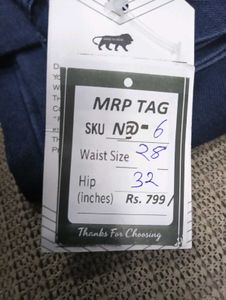 MRP TAG
SKU N@-6
Waist Size 28
Hip 32
(inches) Rs. 799/
Thanks For Choosing